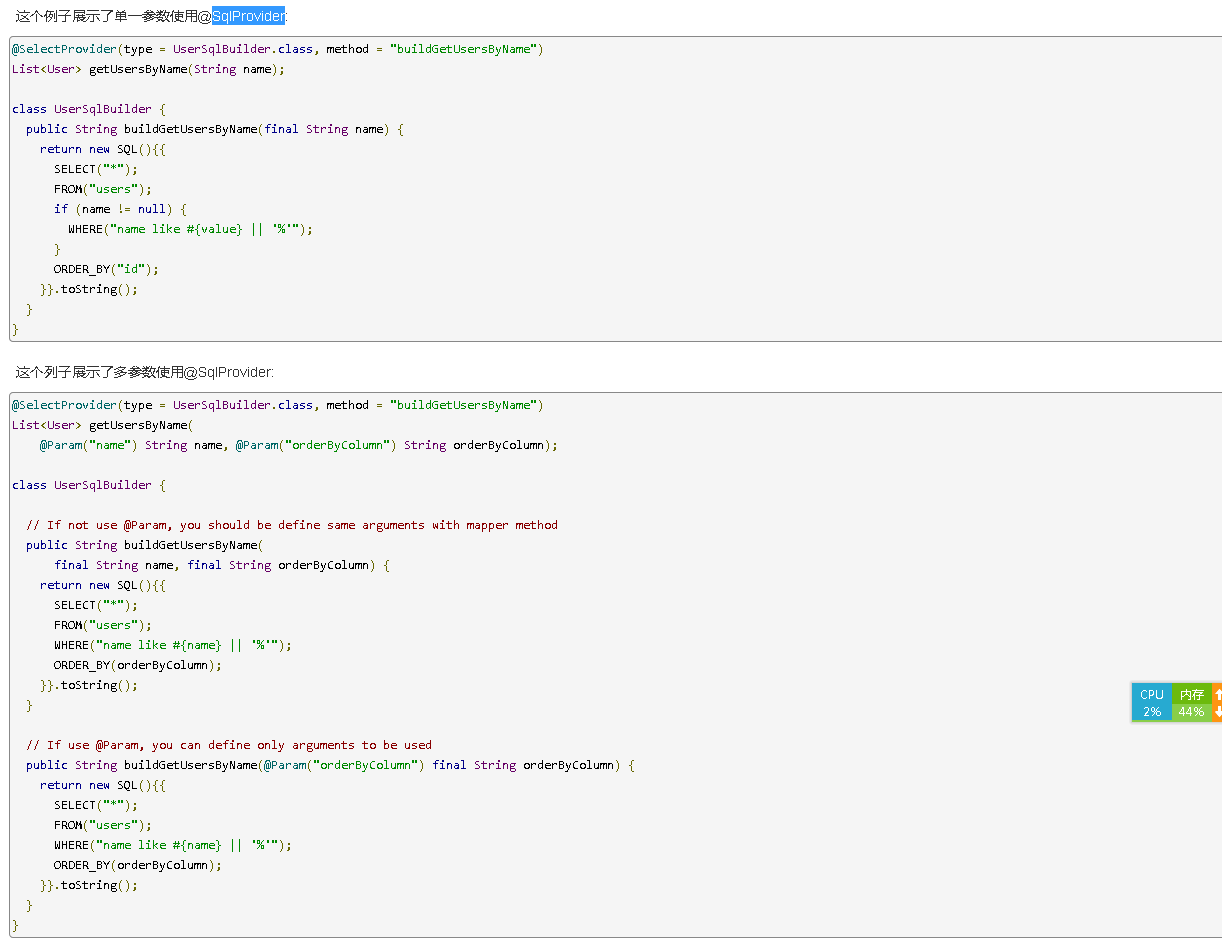 这个例子展示了单一参数使用@SqlProvider:
@SelectProvider(type = UserSqlBuilder.class, method = "buildGetUsersByName")
List<User> getUsersByName(String name);
class UserSqlBuilder {
  public String buildGetUsersByName(final String name) {
    return new SQL(){{
      SELECT("*");
      FROM("users");
      if (name != null) {
        WHERE("name like #{value} || '%'");
      }
      ORDER_BY("id");
    }}.toString();
  }
}
这个列子展示了多参数使用@SqlProvider:
@SelectProvider(type = UserSqlBuilder.class, method = "buildGetUsersByName")
List<User> getUsersByName(
    @Param("name") String name, @Param("orderByColumn") String orderByColumn);
class UserSqlBuilder {
  // If not use @Param, you should be define same arguments with mapper method
  public String buildGetUsersByName(
      final String name, final String orderByColumn) {
    return new SQL(){{
      SELECT("*");
      FROM("users");
      WHERE("name like #{name} || '%'");
      ORDER_BY(orderByColumn);
    }}.toString();
  }
CPU 内存
2% 44%
  // If use @Param, you can define only arguments to be used
  public String buildGetUsersByName(@Param("orderByColumn") final String orderByColumn) {
    return new SQL(){{
      SELECT("*");
      FROM("users");
      WHERE("name like #{name} || '%'");
      ORDER_BY(orderByColumn);
    }}.toString();
  }
}